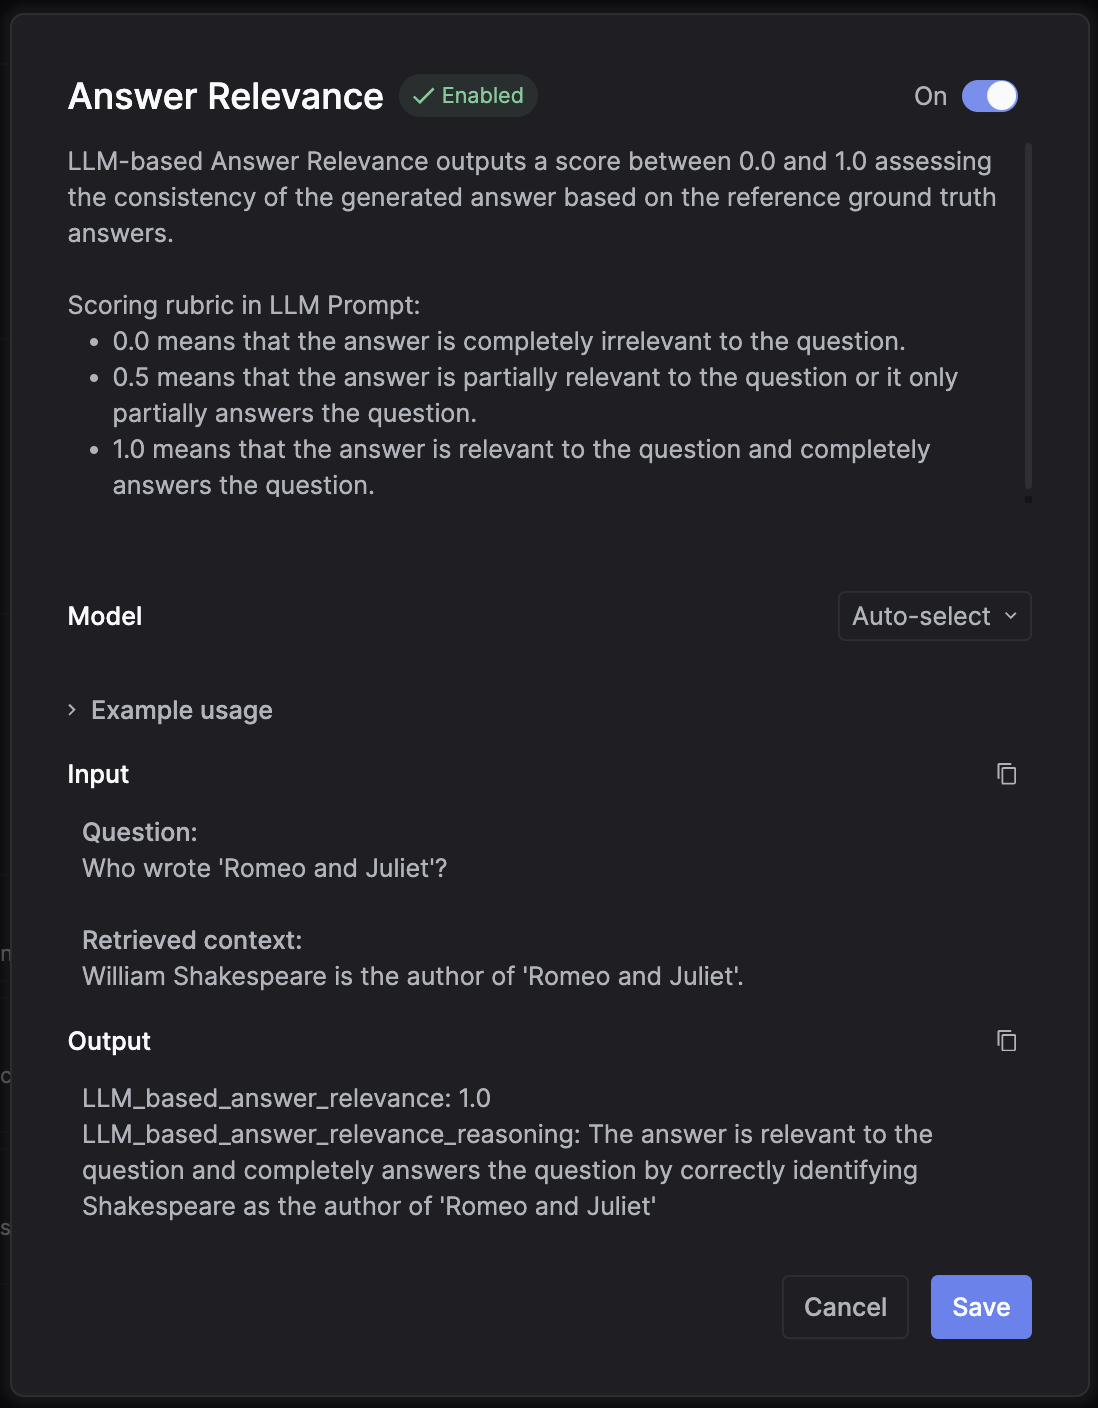 Answer Relevance
Enabled
On
LLM-based Answer Relevance outputs a score between 0.0 and 1.0 assessing
the consistency of the generated answer based on the reference ground truth
answers.
Scoring rubric in LLM Prompt:
• 0.0 means that the answer is completely irrelevant to the question.
• 0.5 means that the answer is partially relevant to the question or it only
partially answers the question.
• 1.0 means that the answer is relevant to the question and completely
answers the question.
Model
Auto-select
Example usage
Input
Question:
Who wrote 'Romeo and Juliet'?
Retrieved context:
William Shakespeare is the author of 'Romeo and Juliet'.
Output
LLM_based_answer_relevance: 1.0
LLM_based_answer_relevance_reasoning: The answer is relevant to the
question and completely answers the question by correctly identifying
Shakespeare as the author of 'Romeo and Juliet'
Cancel
Save